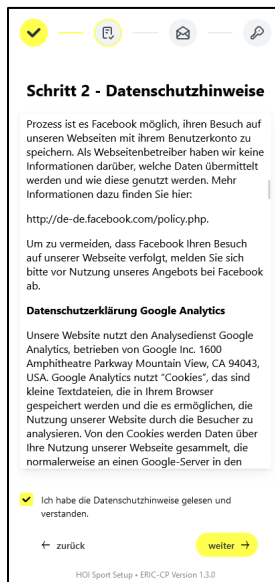 Schritt 2 - Datenschutzhinweise
Prozess ist es Facebook möglich, ihren Besuch auf
unseren Webseiten mit ihrem Benutzerkonto zu
speichern. Als Webseitenbetreiber haben wir keine
Informationen darüber, welche Daten übermittelt
werden und wie diese genutzt werden. Mehr
Informationen dazu finden Sie hier:
http://de-de.facebook.com/policy.php.
Um zu vermeiden, dass Facebook Ihren Besuch
auf unserer Webseite verfolgt, melden Sie sich
bitte vor Nutzung unseres Angebots bei Facebook
ab.
Datenschutzerklärung Google Analytics
Unsere Website nutzt den Analysedienst Google
Analytics, betrieben von Google Inc. 1600
Amphitheatre Parkway Mountain View, CA 94043,
USA. Google Analytics nutzt “Cookies”, das sind
kleine Textdateien, die in Ihrem Browser
gespeichert werden und die es ermöglichen, die
Nutzung unserer Website durch die Besucher zu
analysieren. Von den Cookies werden Daten über
Ihre Nutzung unserer Webseite gesammelt, die
normalerweise an einen Google-Server in den
Ich habe die Datenschutzhinweise gelesen und
verstanden.
← zurück
weiter →
HOI Sport Setup • ERIC-CP Version 1.3.0